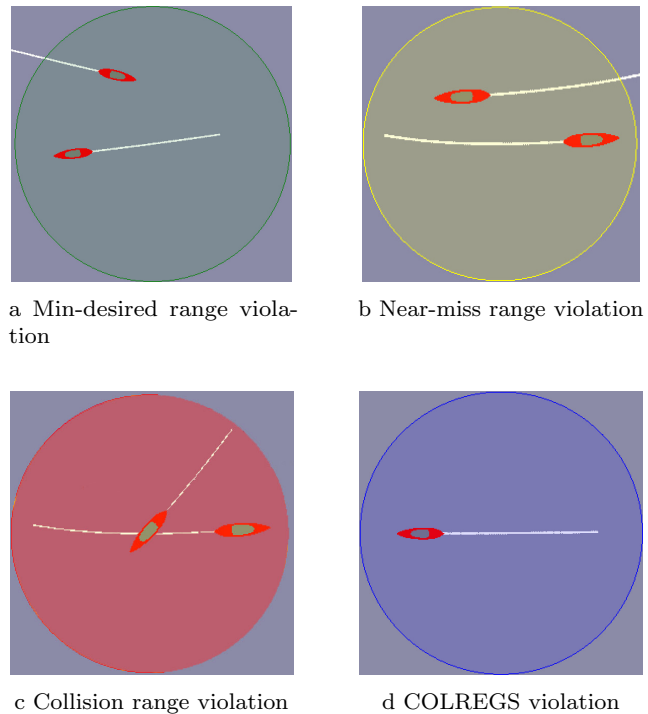 a Min-desired range viola-
tion
b Near-miss range violation
c Collision range violation
d COLREGS violation